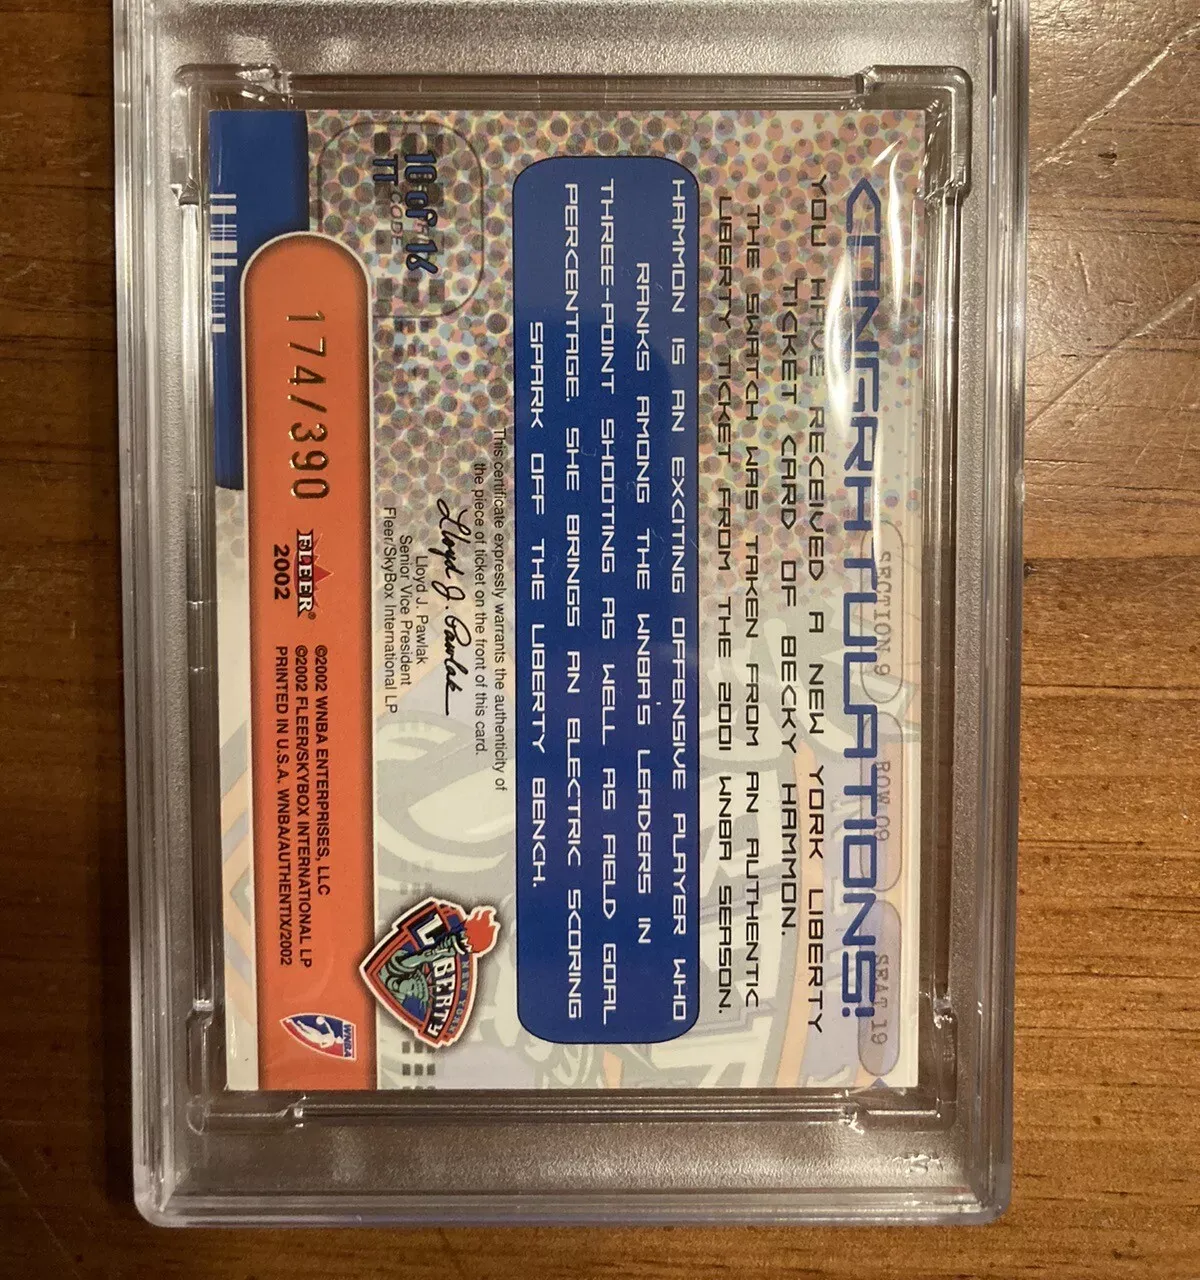 CONGRATULATIONS!
SECTION 9 ROW 09 SEAT 19
YOU HAVE RECEIVED A NEW YORK LIBERTY
TICKET CARD OF BECKY HAMMON.
THE SWATCH WAS TAKEN FROM AN AUTHENTIC
LIBERTY TICKET FROM THE 2001 WNBA SEASON.
HAMMON IS AN EXCITING OFFENSIVE PLAYER WHO
RANKS AMONG THE WNBA'S LEADERS IN
THREE-POINT SHOOTING AS WELL AS FIELD GOAL
PERCENTAGE. SHE BRINGS AN ELECTRIC SCORING
SPARK OFF THE LIBERTY BENCH.
This certificate expressly warrants the authenticity of
the piece of ticket on the front of this card.
Lloyd J. Pawlak
Lloyd J. Pawlak
Senior Vice President
Fleer/SkyBox International LP
10 of 16
TT
CODE
NEW YORK
LIBERTY
174/390
FLEER®
2002
©2002 WNBA ENTERPRISES, LLC
©2002 FLEER/SKYBOX INTERNATIONAL LP
PRINTED IN U.S.A. WNBA/AUTHENTIX/2002
WNBA